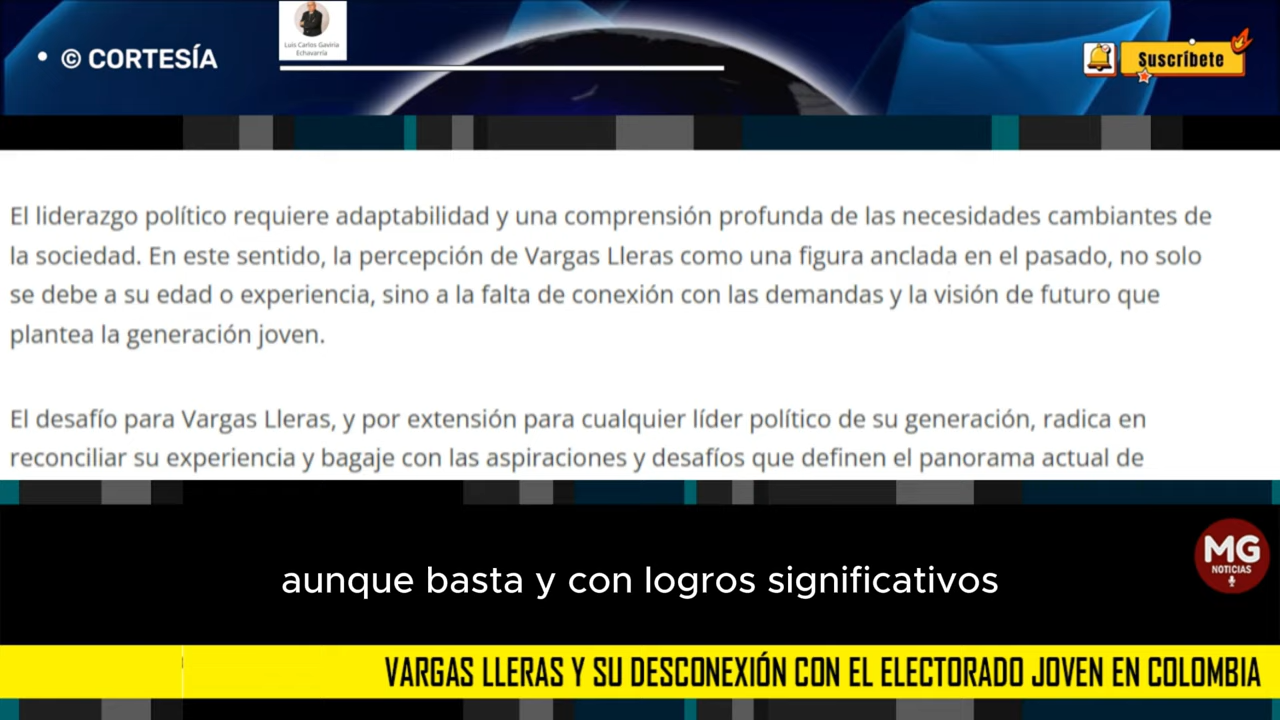 • © CORTESÍA
Luis Carlos Gaviria
Echavarría
Suscríbete
El liderazgo político requiere adaptabilidad y una comprensión profunda de las necesidades cambiantes de
la sociedad. En este sentido, la percepción de Vargas Lleras como una figura anclada en el pasado, no solo
se debe a su edad o experiencia, sino a la falta de conexión con las demandas y la visión de futuro que
plantea la generación joven.
El desafío para Vargas Lleras, y por extensión para cualquier líder político de su generación, radica en
reconciliar su experiencia y bagaje con las aspiraciones y desafíos que definen el panorama actual de
MG
NOTICIAS
aunque basta y con logros significativos
VARGAS LLERAS Y SU DESCONEXIÓN CON EL ELECTORADO JOVEN EN COLOMBIA